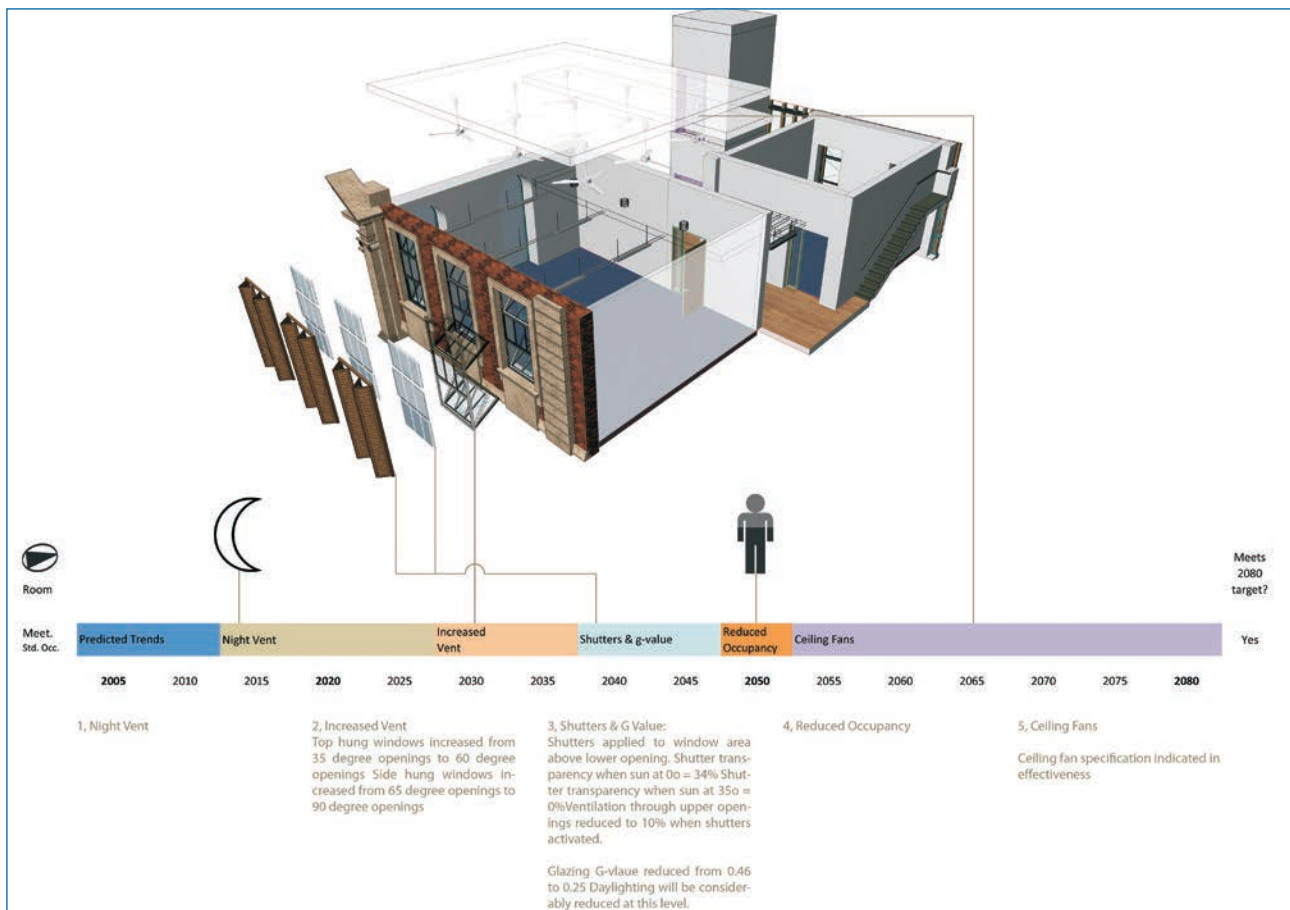 Room
Meets
2080
target?
Meet.
Std. Occ.
Predicted Trends
Night Vent
Increased
Vent
Shutters & g-value
Reduced
Occupancy
Ceiling Fans
Yes
2005 2010 2015 2020 2025 2030 2035 2040 2045 2050 2055 2060 2065 2070 2075 2080
1, Night Vent
2, Increased Vent
Top hung windows increased from
35 degree openings to 60 degree
openings Side hung windows in-
creased from 65 degree openings to
90 degree openings
3, Shutters & G Value:
Shutters applied to window area
above lower opening. Shutter trans-
parency when sun at 0o = 34% Shut-
ter transparency when sun at 35o =
0%Ventilation through upper open-
ings reduced to 10% when shutters
activated.
Glazing G-vlaue reduced from 0.46
to 0.25 Daylighting will be consider-
ably reduced at this level.
4, Reduced Occupancy
5, Ceiling Fans
Ceiling fan specification indicated in
effectiveness